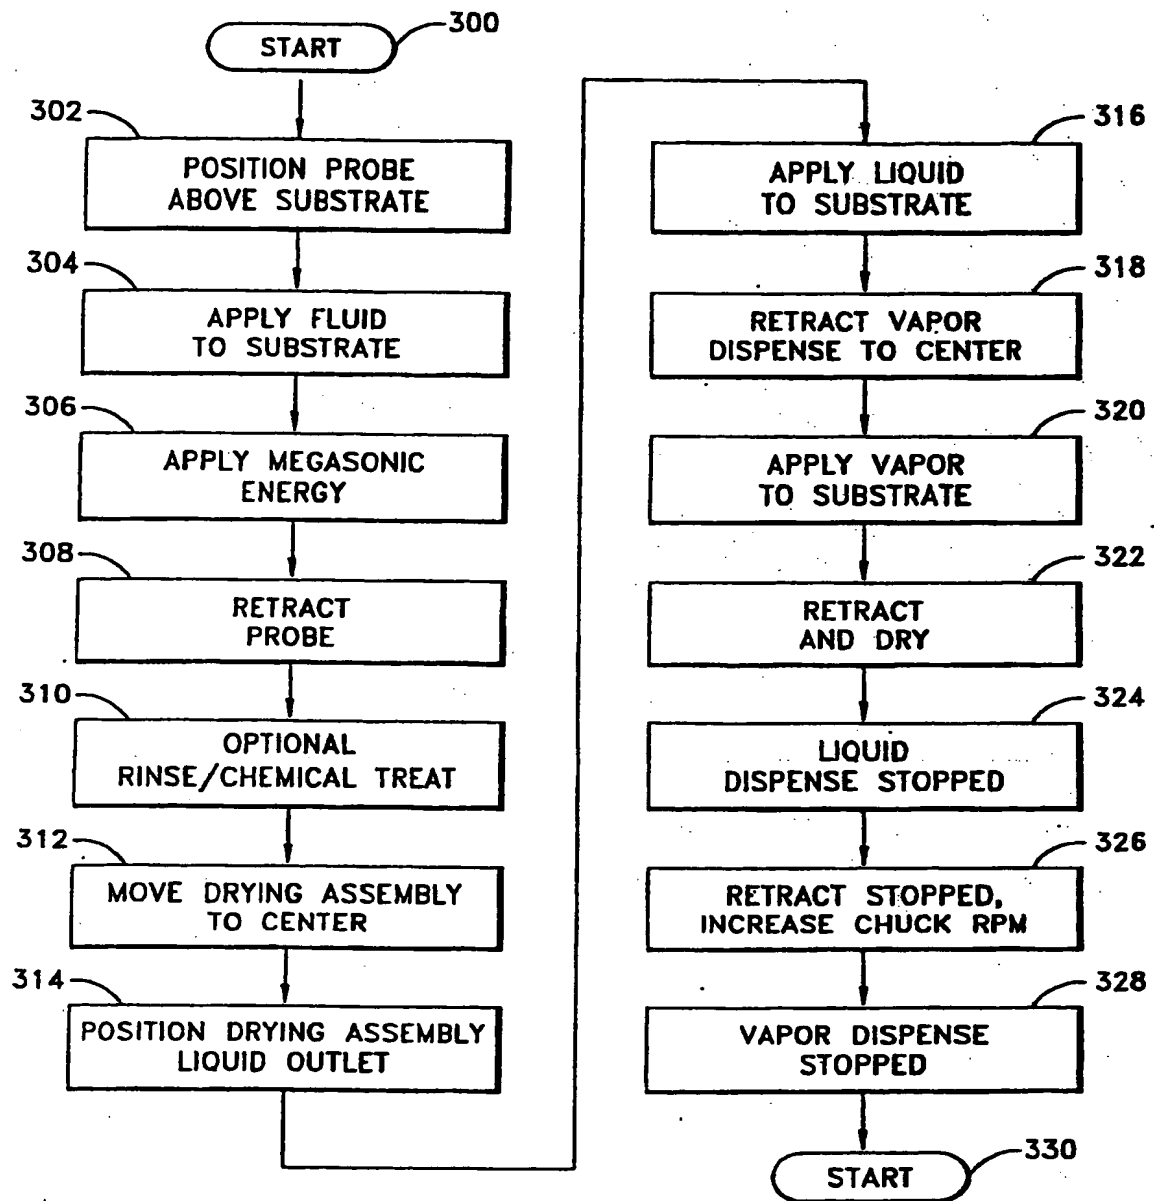 START
300
302
POSITION PROBE
ABOVE SUBSTRATE
304
APPLY FLUID
TO SUBSTRATE
306
APPLY MEGASONIC
ENERGY
308
RETRACT
PROBE
310
OPTIONAL
RINSE/CHEMICAL TREAT
312
MOVE DRYING ASSEMBLY
TO CENTER
314
POSITION DRYING ASSEMBLY
LIQUID OUTLET
316
APPLY LIQUID
TO SUBSTRATE
318
RETRACT VAPOR
DISPENSE TO CENTER
320
APPLY VAPOR
TO SUBSTRATE
322
RETRACT
AND DRY
324
LIQUID
DISPENSE STOPPED
326
RETRACT STOPPED,
INCREASE CHUCK RPM
328
VAPOR DISPENSE
STOPPED
330
START